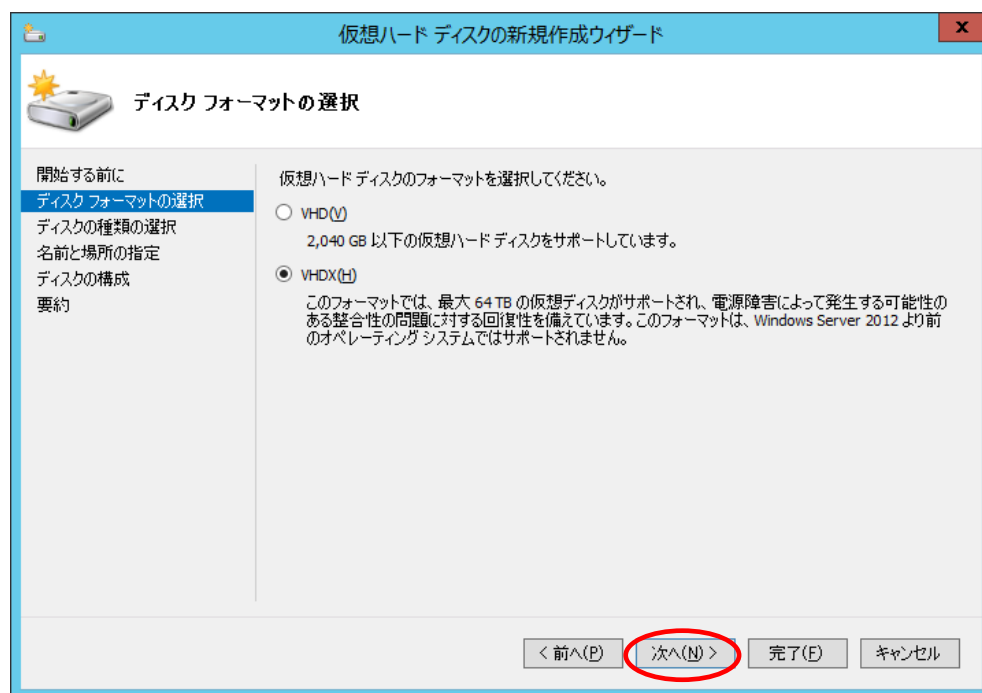 仮想ハード ディスクの新規作成ウィザード
x
ディスク フォーマットの選択
開始する前に
ディスク フォーマットの選択
ディスクの種類の選択
名前と場所の指定
ディスクの構成
要約
仮想ハード ディスクのフォーマットを選択してください。
VHD(V)
2,040 GB 以下の仮想ハード ディスクをサポートしています。
VHDX(H)
このフォーマットでは、最大 64 TB の仮想ディスクがサポートされ、電源障害によって発生する可能性の
ある整合性の問題に対する回復性を備えています。このフォーマットは、Windows Server 2012 より前
のオペレーティング システムではサポートされません。
< 前へ(P)
次へ(N) >
完了(F)
キャンセル